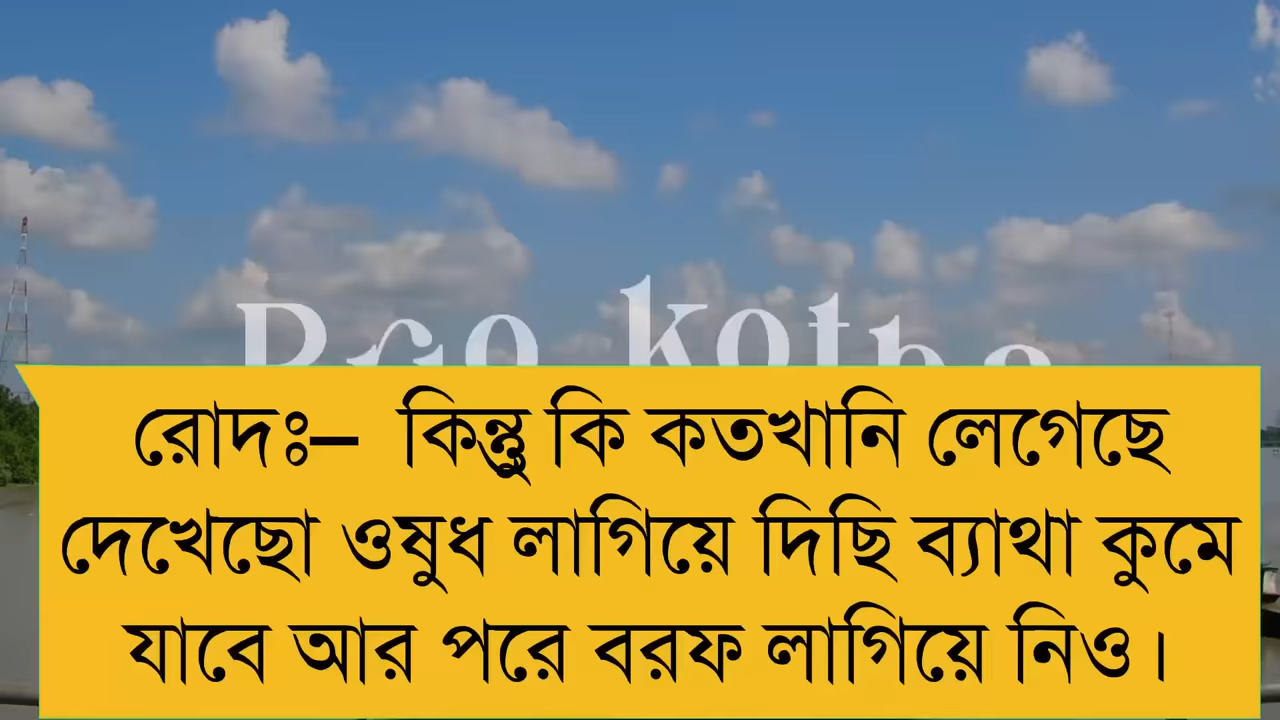 রোদঃ– কিন্তু কি কতখানি লেগেছে
দেখেছো ওষুধ লাগিয়ে দিছি ব্যাথা কুমে
যাবে আর পরে বরফ লাগিয়ে নিও।